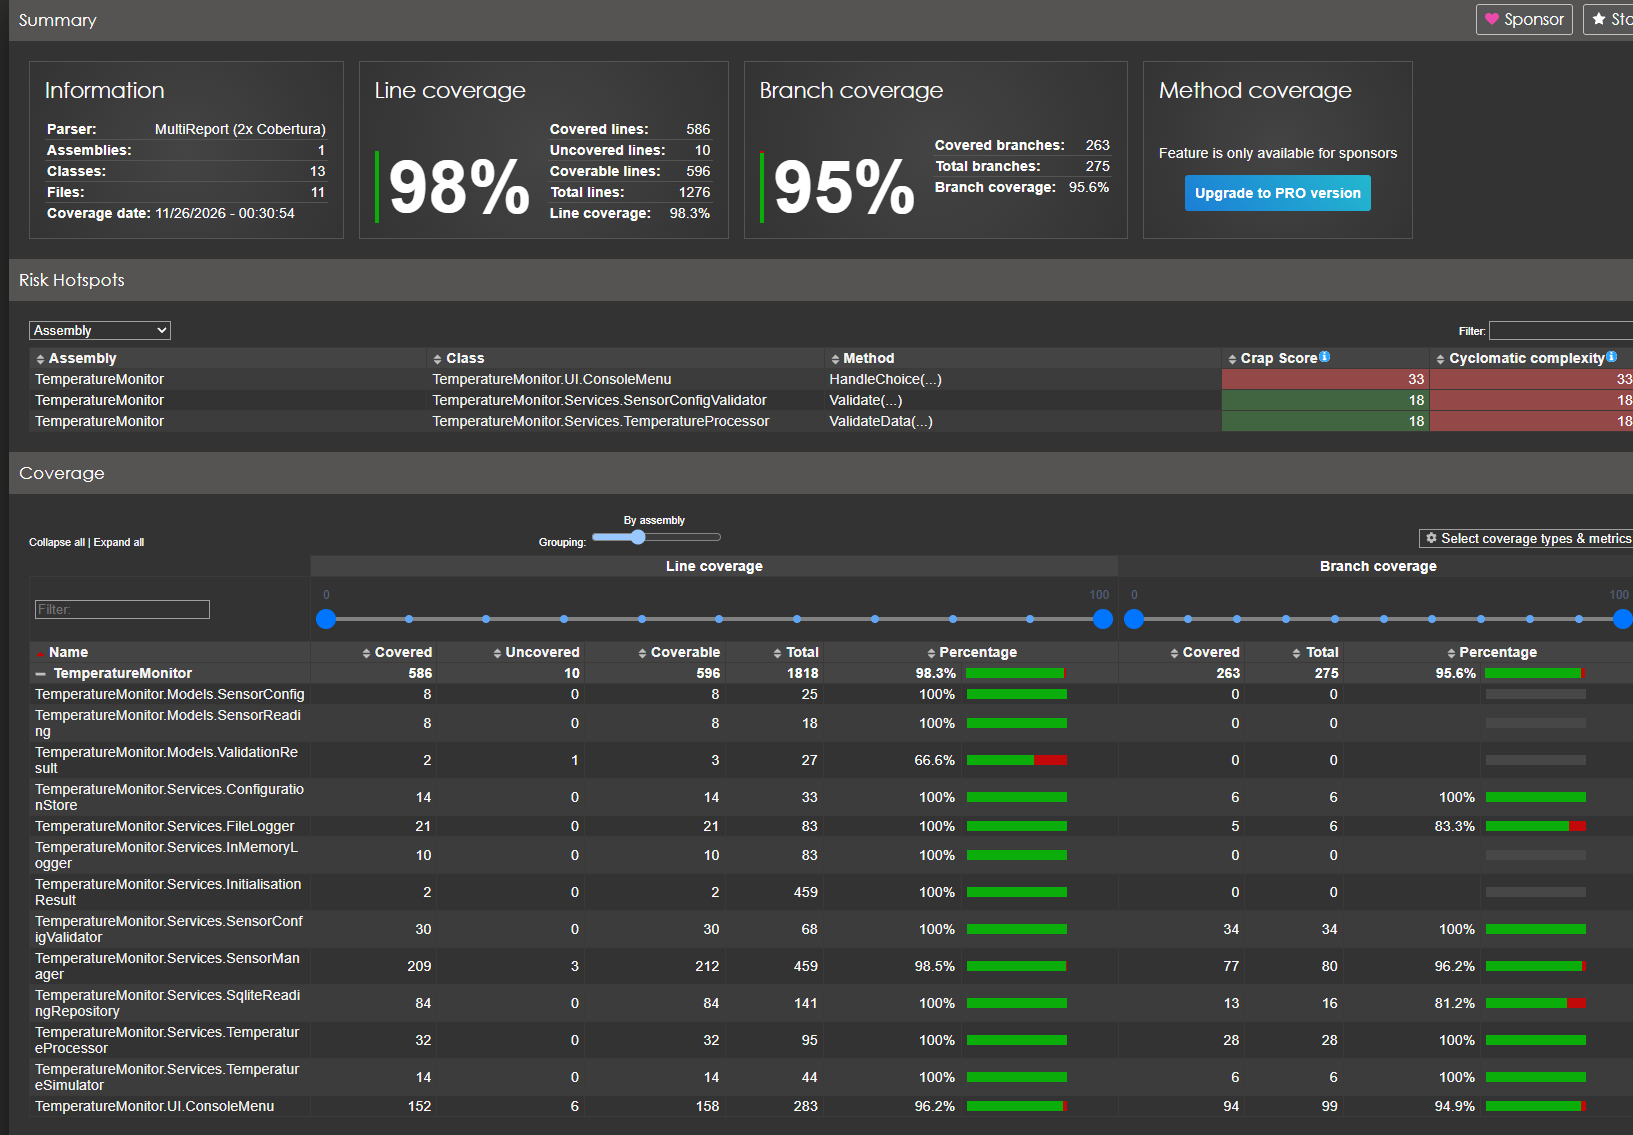 Summary
Sponsor
Information
Parser: MultiReport (2x Cobertura)
Assemblies: 1
Classes: 13
Files: 11
Coverage date: 11/26/2026 - 00:30:54
Line coverage
98%
Covered lines: 586
Uncovered lines: 10
Coverable lines: 596
Total lines: 1276
Line coverage: 98.3%
Branch coverage
95%
Covered branches: 263
Total branches: 275
Branch coverage: 95.6%
Method coverage
Feature is only available for sponsors
Upgrade to PRO version
Risk Hotspots
Assembly
Filter:
Assembly Class Method Crap Score Cyclomatic complexity
TemperatureMonitor TemperatureMonitor.UI.ConsoleMenu HandleChoice(...) 33 33
TemperatureMonitor TemperatureMonitor.Services.SensorConfigValidator Validate(...) 18 18
TemperatureMonitor TemperatureMonitor.Services.TemperatureProcessor ValidateData(...) 18 18
Coverage
Collapse all | Expand all
By assembly
Grouping:
Select coverage types & metrics
Line coverage Branch coverage
0 100 0 100
Filter:
Name Covered Uncovered Coverable Total Percentage Covered Total Percentage
TemperatureMonitor 586 10 596 1818 98.3% 263 275 95.6%
TemperatureMonitor.Models.SensorConfig 8 0 8 25 100% 0 0
TemperatureMonitor.Models.SensorReadi
ng 8 0 8 18 100% 0 0
TemperatureMonitor.Models.ValidationRe
sult 2 1 3 27 66.6% 0 0
TemperatureMonitor.Services.Configuratio
nStore 14 0 14 33 100% 6 6 100%
TemperatureMonitor.Services.FileLogger 21 0 21 83 100% 5 6 83.3%
TemperatureMonitor.Services.InMemoryL
ogger 10 0 10 83 100% 0 0
TemperatureMonitor.Services.Initialisation
Result 2 0 2 459 100% 0 0
TemperatureMonitor.Services.SensorConf
igValidator 30 0 30 68 100% 34 34 100%
TemperatureMonitor.Services.SensorMan
ager 209 3 212 459 98.5% 77 80 96.2%
TemperatureMonitor.Services.SqliteReadi
ngRepository 84 0 84 141 100% 13 16 81.2%
TemperatureMonitor.Services.Temperatur
eProcessor 32 0 32 95 100% 28 28 100%
TemperatureMonitor.Services.Temperatur
eSimulator 14 0 14 44 100% 6 6 100%
TemperatureMonitor.UI.ConsoleMenu 152 6 158 283 96.2% 94 99 94.9%